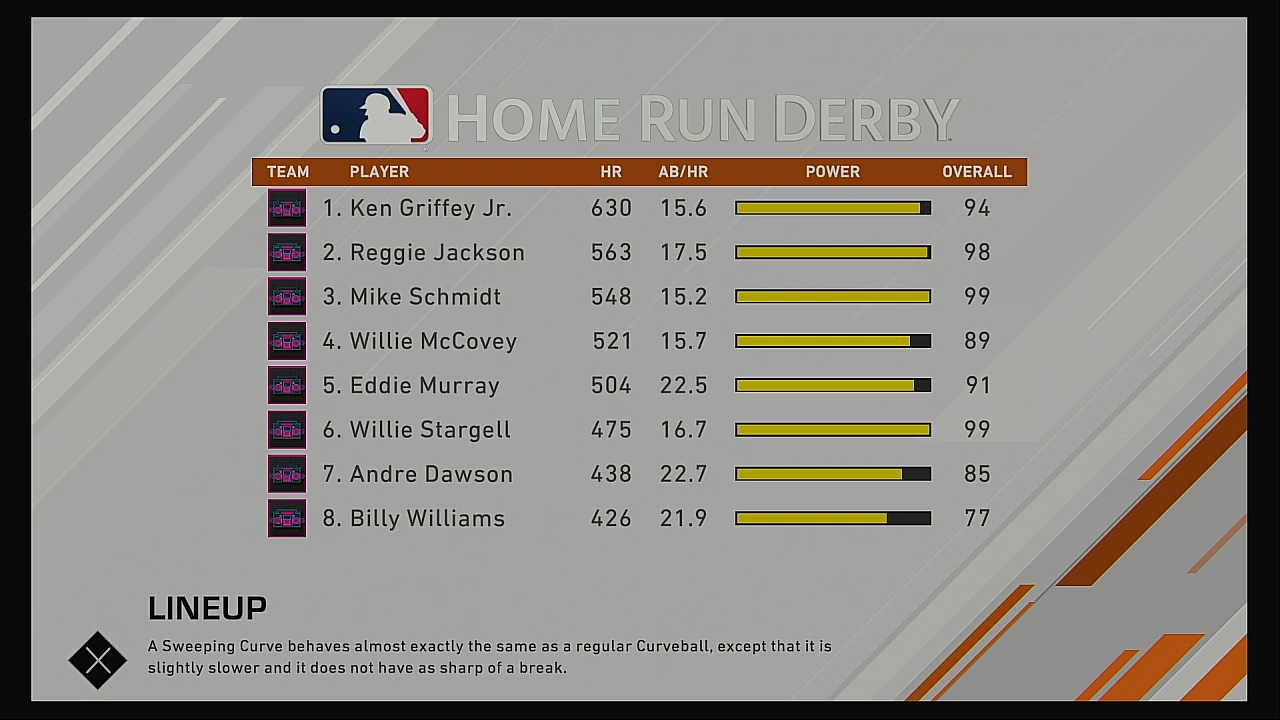 HOME RUN DERBY
TEAM PLAYER HR AB/HR POWER OVERALL
1. Ken Griffey Jr. 630 15.6 94
2. Reggie Jackson 563 17.5 98
3. Mike Schmidt 548 15.2 99
4. Willie McCovey 521 15.7 89
5. Eddie Murray 504 22.5 91
6. Willie Stargell 475 16.7 99
7. Andre Dawson 438 22.7 85
8. Billy Williams 426 21.9 77
LINEUP
A Sweeping Curve behaves almost exactly the same as a regular Curveball, except that it is
slightly slower and it does not have as sharp of a break.